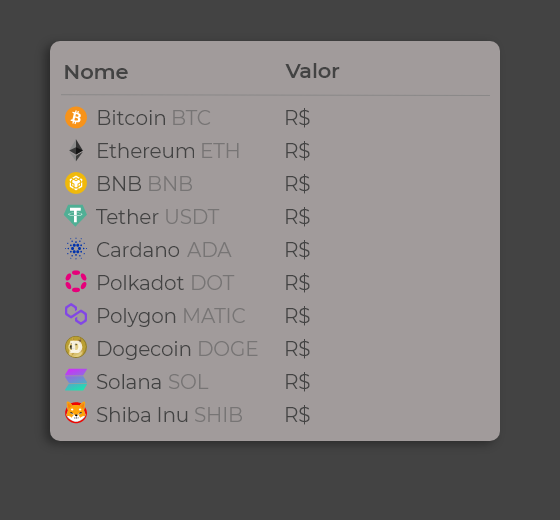 Nome Valor
Bitcoin BTC R$
Ethereum ETH R$
BNB BNB R$
Tether USDT R$
Cardano ADA R$
Polkadot DOT R$
Polygon MATIC R$
Dogecoin DOGE R$
Solana SOL R$
Shiba Inu SHIB R$